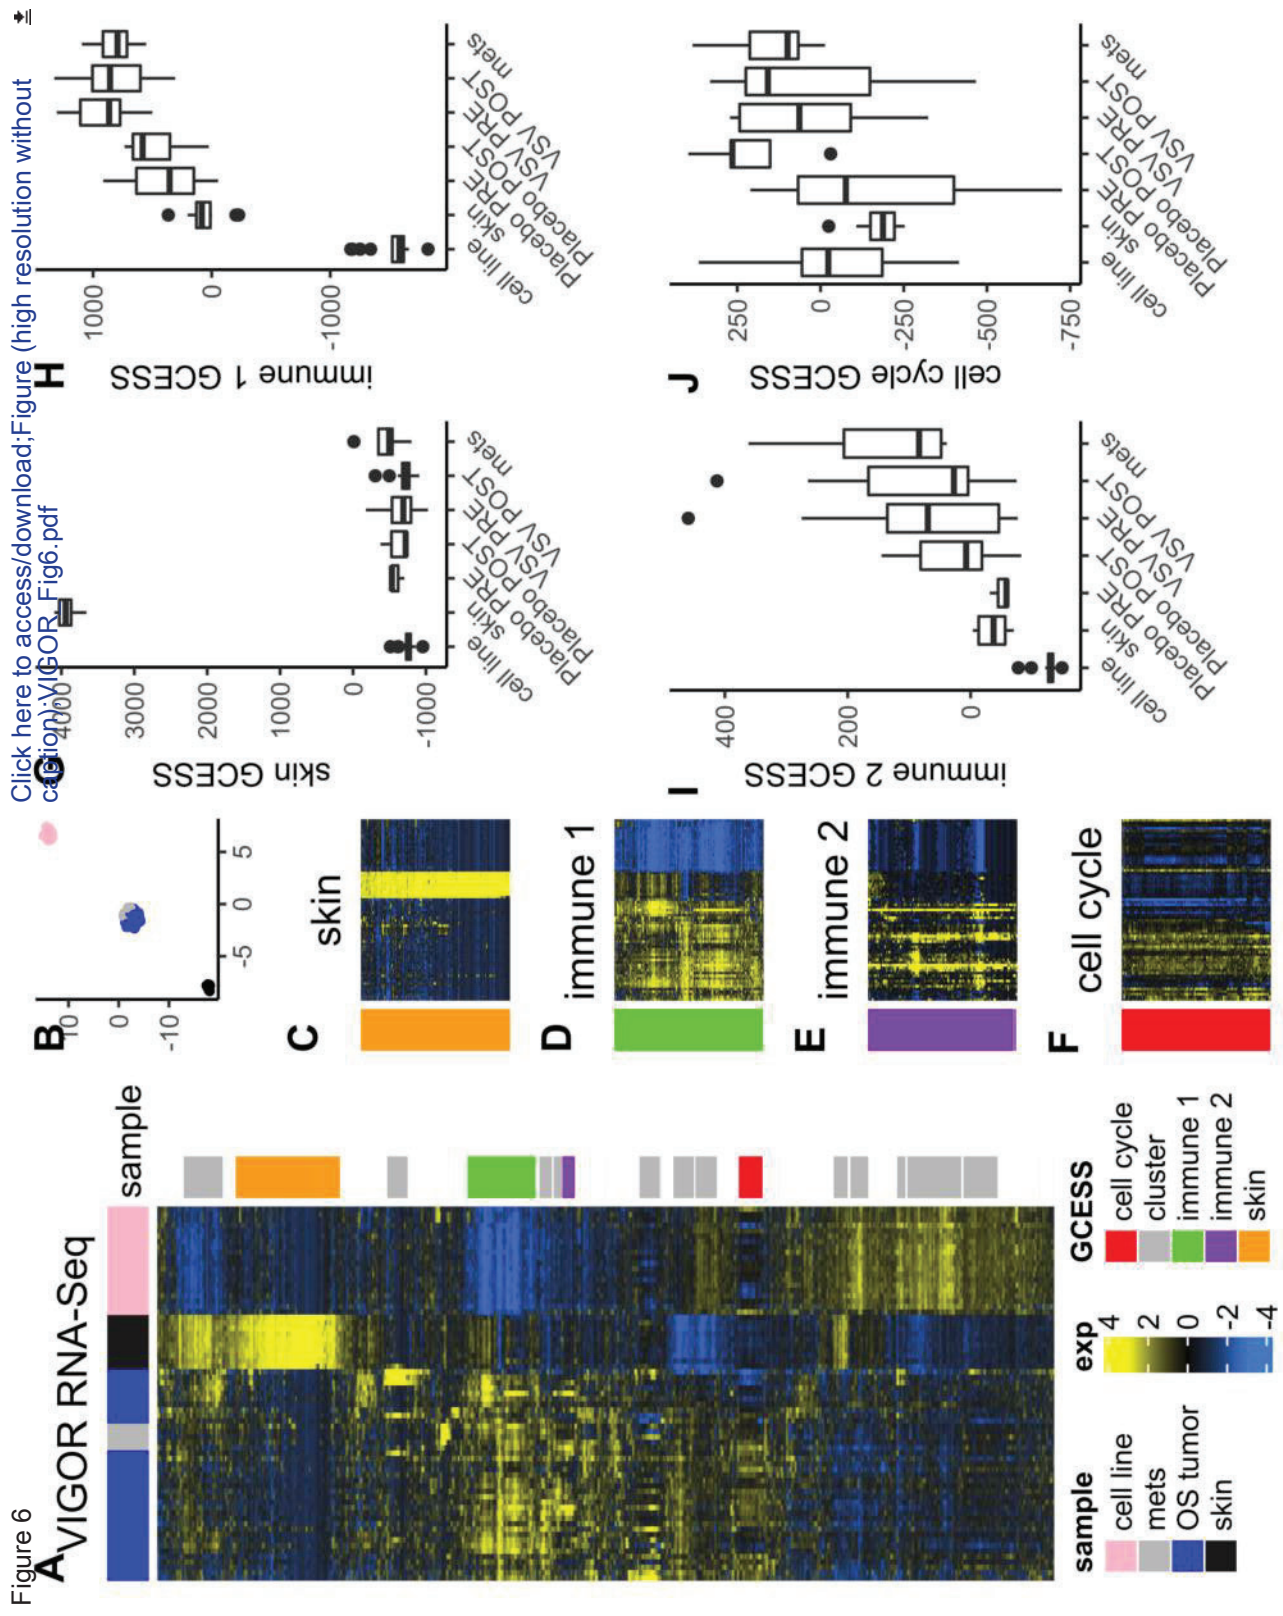 Figure 6
Click here to access/download;Figure (high resolution without
caption);VIGOR_Fig6.pdf
A
VIGOR RNA-Seq
sample
sample
cell line
mets
OS tumor
skin
exp
4
2
0
-2
-4
GCESS
cell cycle
cluster
immune 1
immune 2
skin
B
10
0
-10
-5
0
5
C
skin
D
immune 1
E
immune 2
F
cell cycle
G
skin GCESS
4000
3000
2000
1000
0
-1000
cell line
skin
Placebo PRE
Placebo POST
VSV PRE
VSV POST
mets
H
immune 1 GCESS
1000
0
-1000
cell line
skin
Placebo PRE
Placebo POST
VSV PRE
VSV POST
mets
I
immune 2 GCESS
400
200
0
cell line
skin
Placebo PRE
Placebo POST
VSV PRE
VSV POST
mets
J
cell cycle GCESS
250
0
-250
-500
-750
cell line
skin
Placebo PRE
Placebo POST
VSV PRE
VSV POST
mets